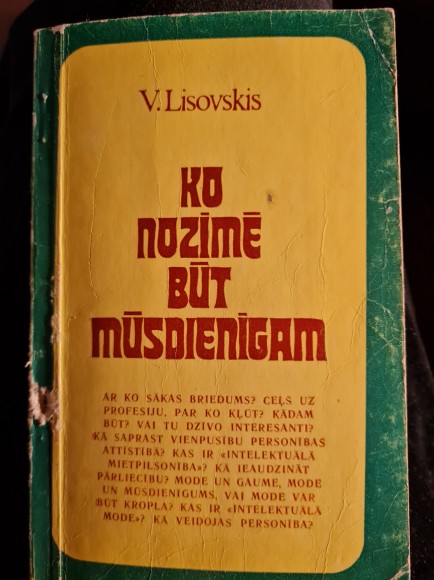 V. Lisovskis
KO
NOZĪMĒ
BŪT
MŪSDIENĪGAM
AR KO SĀKAS BRIEDUMS? CEĻŠ UZ
PROFESIJU, PAR KO KĻŪT? KĀDAM
BŪT? VAI TU DZĪVO INTERESANTI?
KĀ SAPRAST VIENPUSĪBU PERSONĪBAS
ATTĪSTĪBĀ? KAS IR «INTELEKTUĀLĀ
MIETPILSONĪBA»? KĀ IEAUDZINĀT
PĀRLIECĪBU? MODE UN GAUME, MODE
UN MŪSDIENĪGUMS, VAI MODE VAR
BŪT KROPLA? KAS IR «INTELEKTUĀLĀ
MODE»? KĀ VEIDOJAS PERSONĪBA?